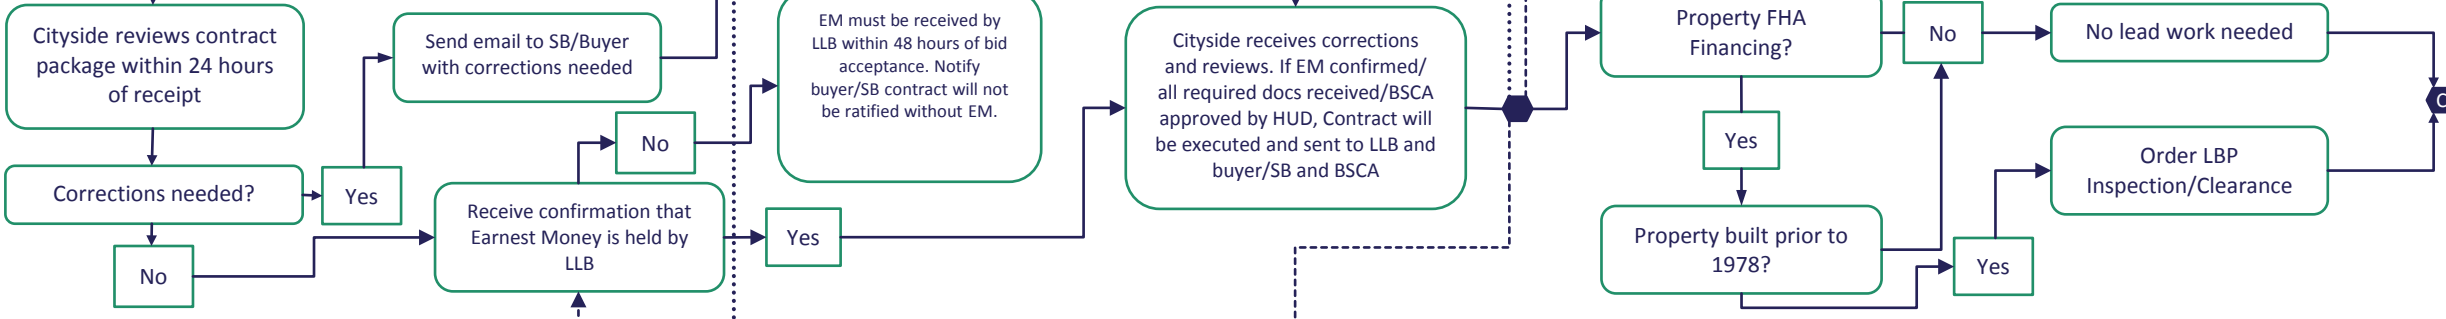 Cityside reviews contract
package within 24 hours
of receipt
Corrections needed?
Yes
No
Send email to SB/Buyer
with corrections needed
Receive confirmation that
Earnest Money is held by
LLB
No
Yes
EM must be received by
LLB within 48 hours of bid
acceptance. Notify
buyer/SB contract will not
be ratified without EM.
Cityside receives corrections
and reviews. If EM confirmed/
all required docs received/BSCA
approved by HUD, Contract will
be executed and sent to LLB and
buyer/SB and BSCA
Property FHA
Financing?
No
Yes
Property built prior to
1978?
Yes
No lead work needed
Order LBP
Inspection/Clearance